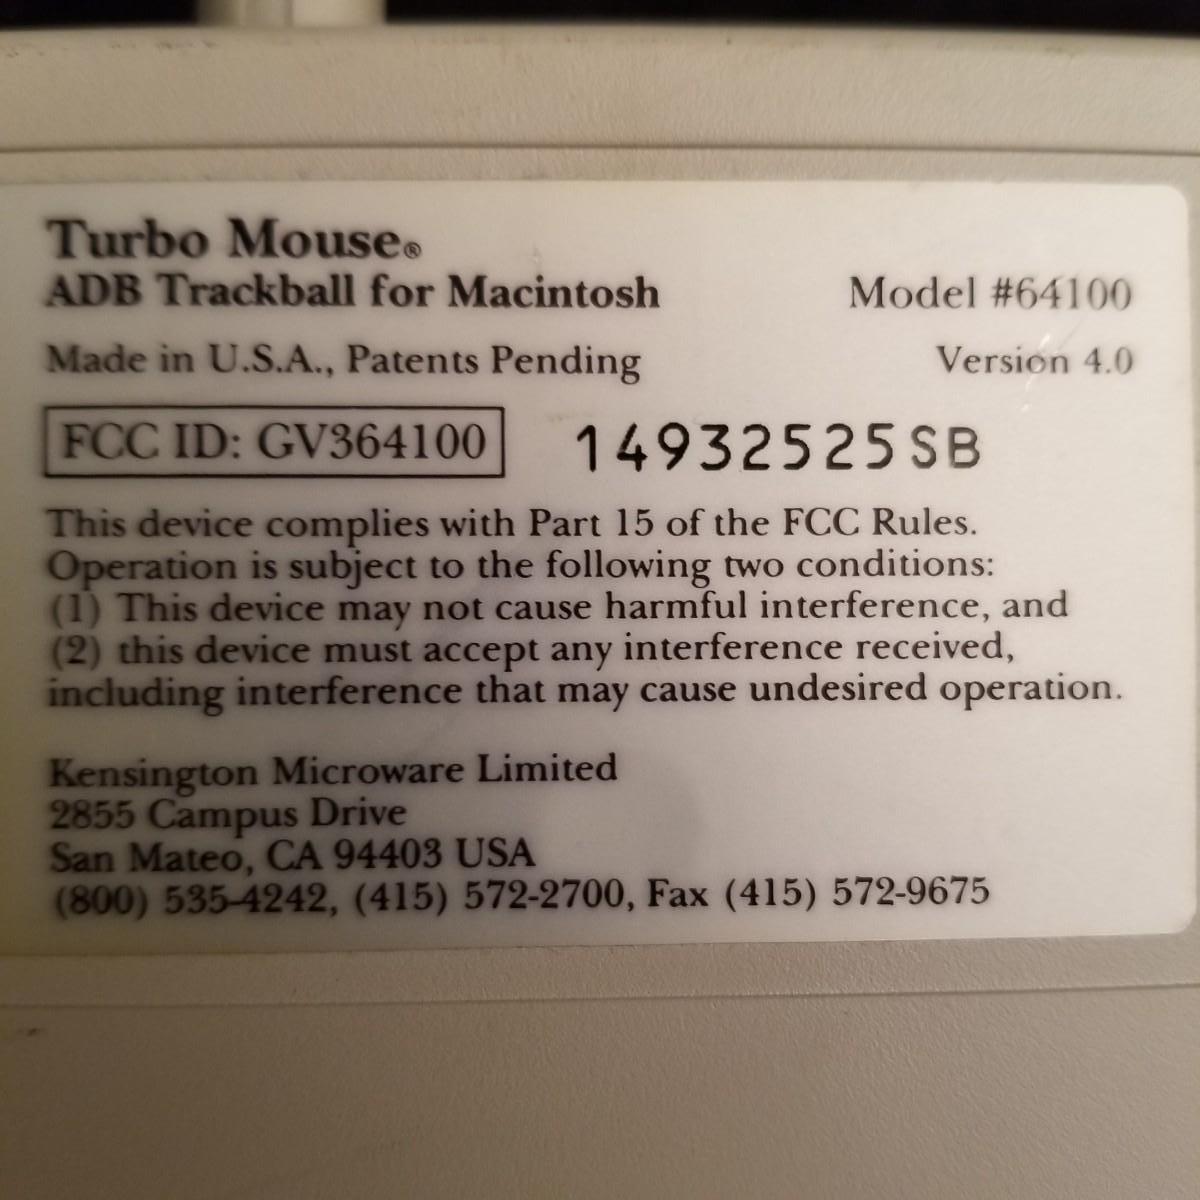 Turbo Mouse®
ADB Trackball for Macintosh Model #64100
Made in U.S.A., Patents Pending Version 4.0
FCC ID: GV364100 14932525SB
This device complies with Part 15 of the FCC Rules.
Operation is subject to the following two conditions:
(1) This device may not cause harmful interference, and
(2) this device must accept any interference received,
including interference that may cause undesired operation.
Kensington Microware Limited
2855 Campus Drive
San Mateo, CA 94403 USA
(800) 535-4242, (415) 572-2700, Fax (415) 572-9675